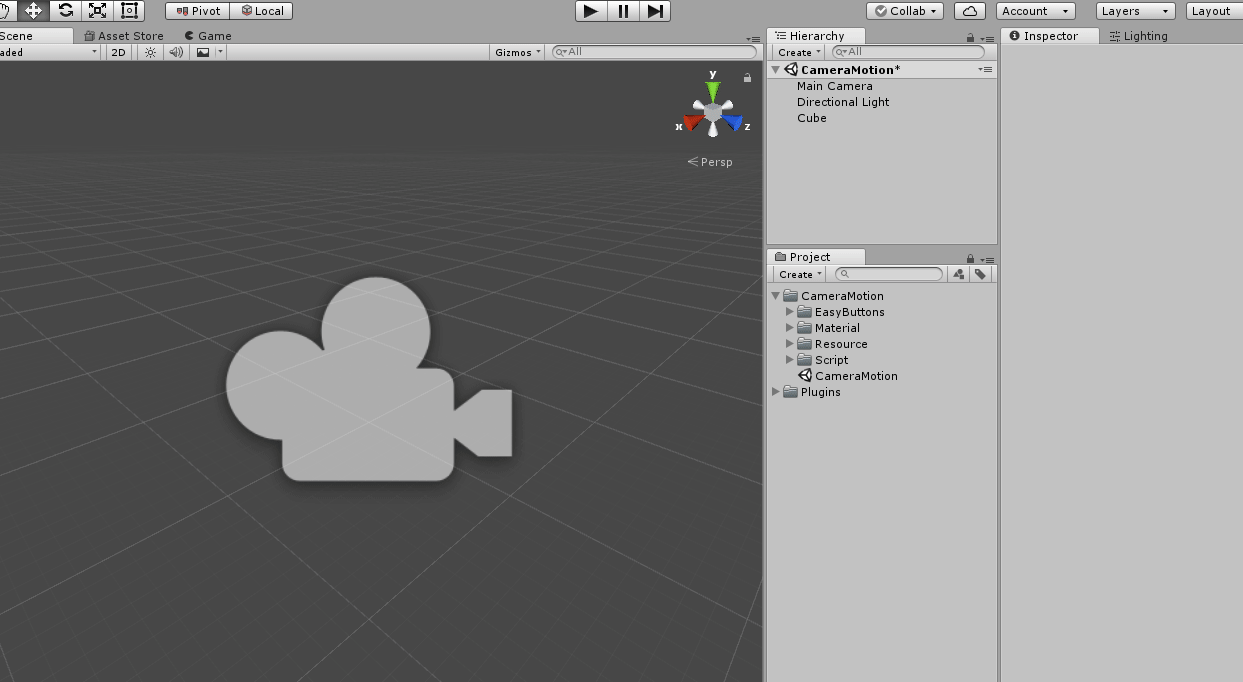 Pivot Local Collab Account Layers Layout
Scene Asset Store Game
aded 2D Gizmos All
y
x z
Persp
Hierarchy
Create All
CameraMotion*
Main Camera
Directional Light
Cube
Project
Create
CameraMotion
EasyButtons
Material
Resource
Script
CameraMotion
Plugins
Inspector Lighting